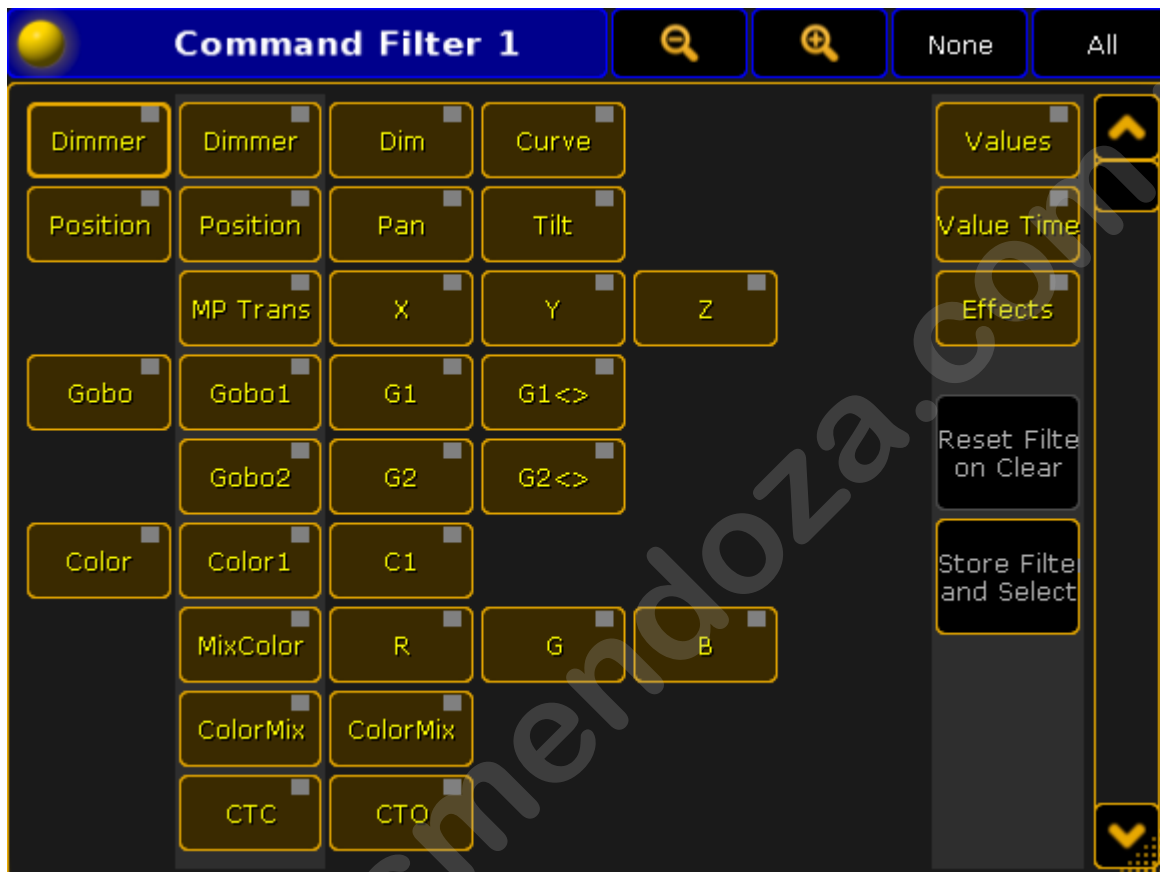 Command Filter 1 None All
Dimmer Dimmer Dim Curve Values
Position Position Pan Tilt Value Time
MP Trans X Y Z Effects
Gobo Gobo1 G1 G1<>
Reset Filte
on Clear
Gobo2 G2 G2<>
Color Color1 C1
Store Filte
and Select
MixColor R G B
ColorMix ColorMix
CTC CTO
smendoza.com